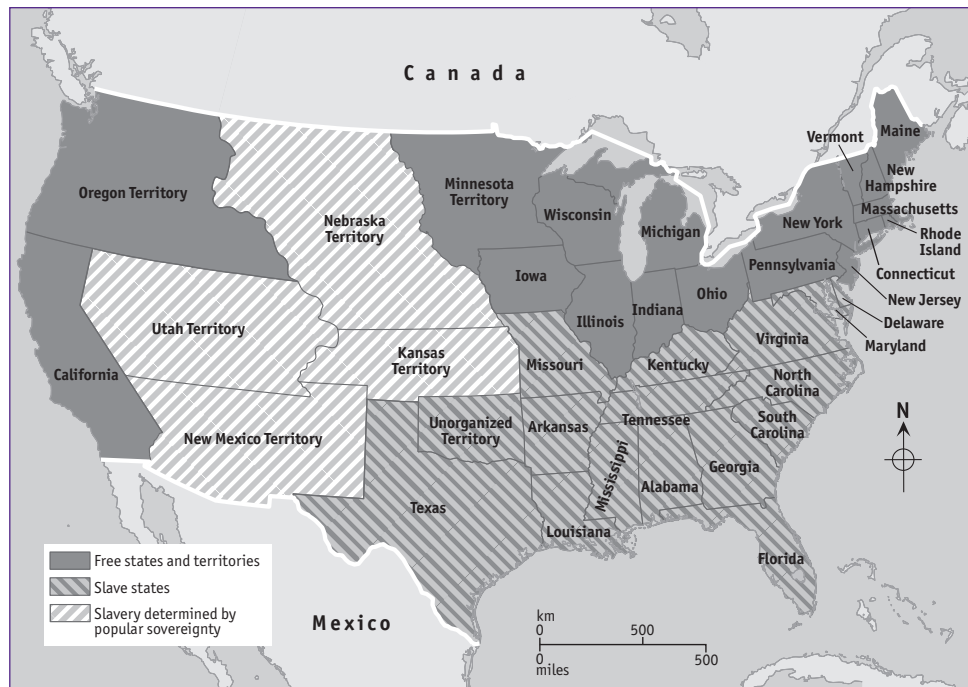 Canada
Maine
Vermont
New
Hampshire
Massachusetts
Rhode
Island
Connecticut
New Jersey
Delaware
Maryland
Oregon Territory
Minnesota
Territory
Nebraska
Territory
Wisconsin
Michigan
New York
Pennsylvania
Iowa
Illinois
Indiana
Ohio
Utah Territory
Kansas
Territory
Missouri
Kentucky
Virginia
California
North
Carolina
New Mexico Territory
Unorganized
Territory
Arkansas
Tennessee
South
Carolina
Mississippi
Alabama
Georgia
Texas
Louisiana
Florida
N
Free states and territories
Slave states
Slavery determined by
popular sovereignty
Mexico
km
0 500
0 500
miles